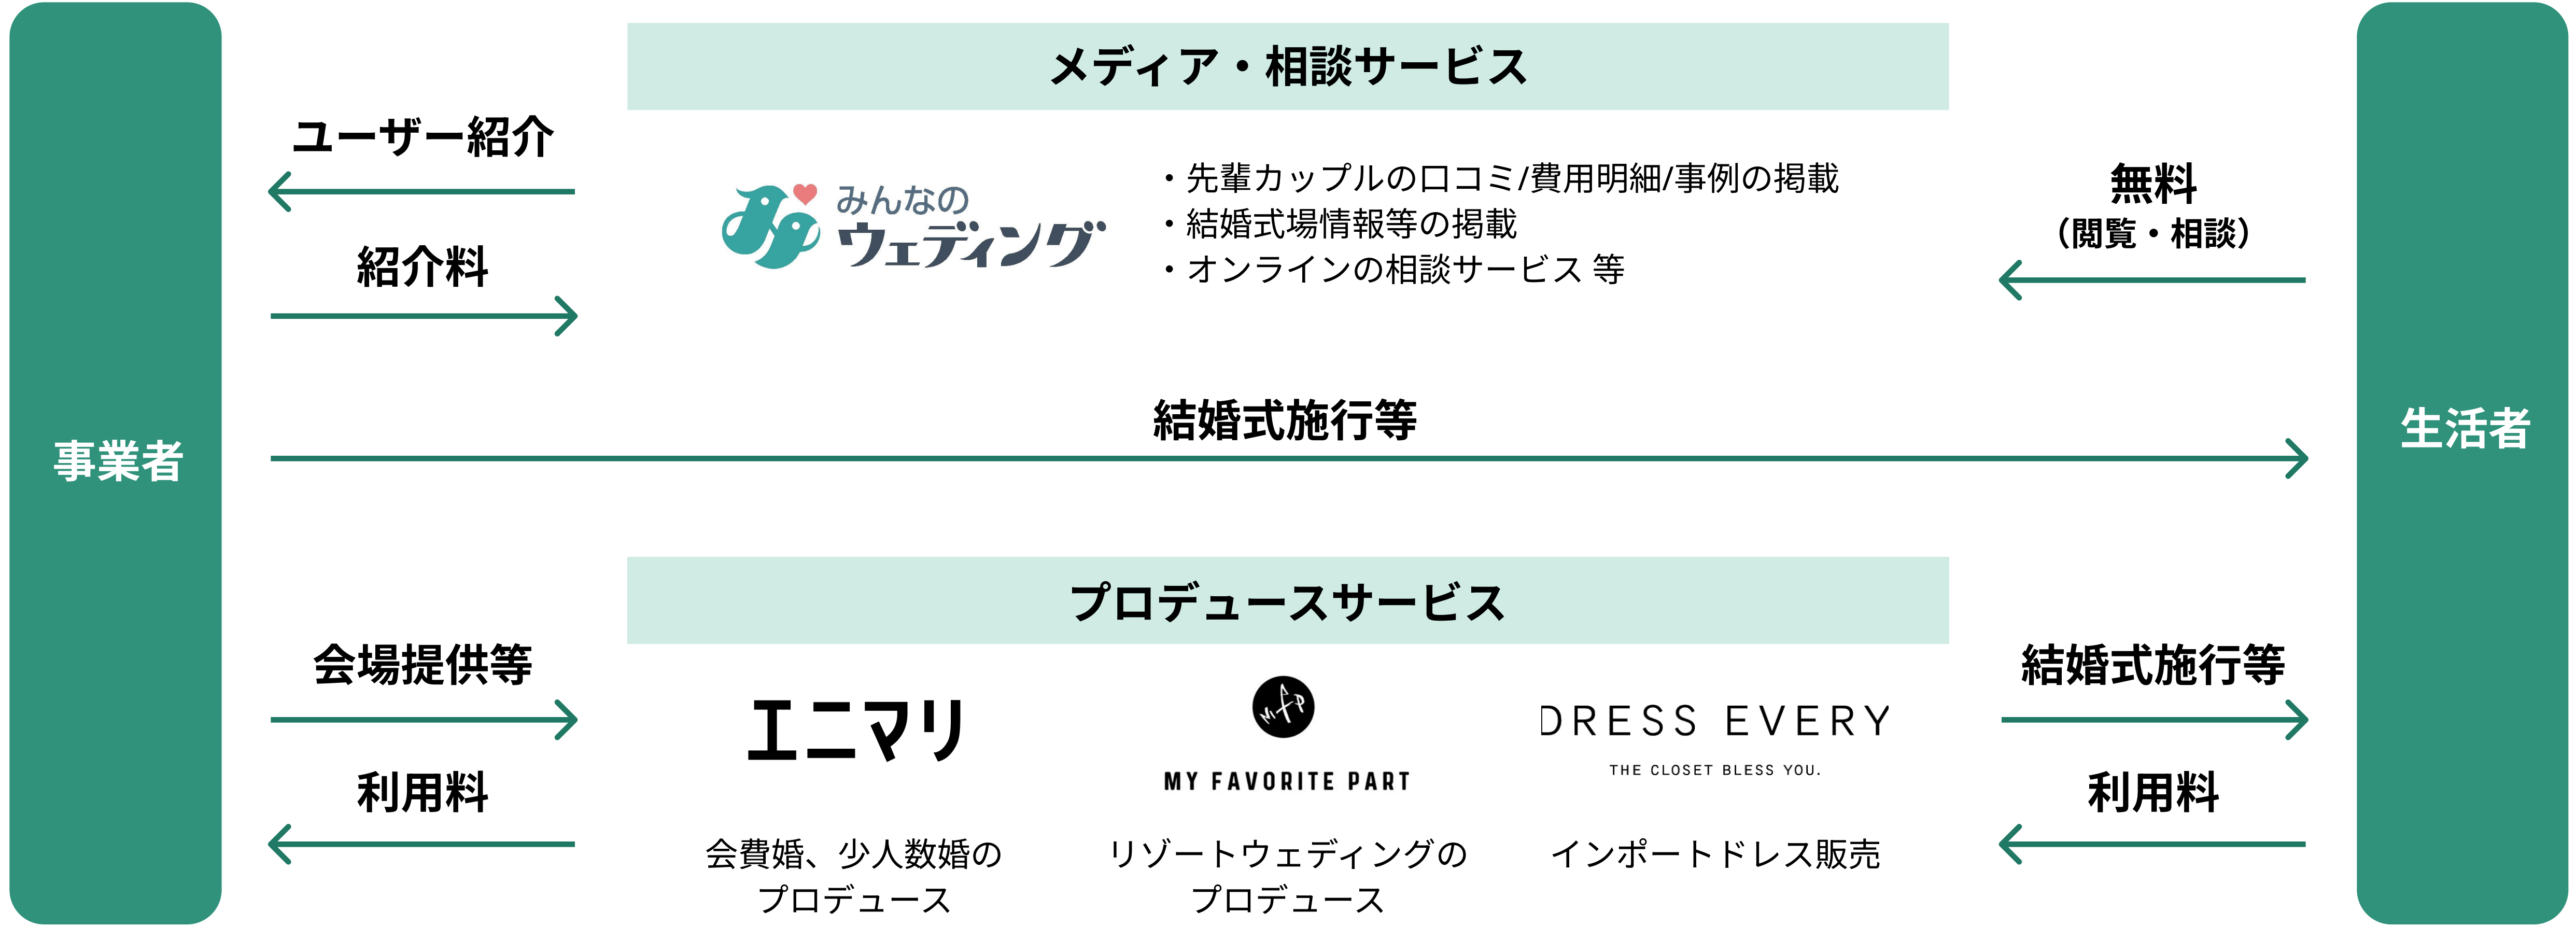 メディア・相談サービス
ユーザー紹介
紹介料
みんなの
ウェディング
・先輩カップルの口コミ/費用明細/事例の掲載
・結婚式場情報等の掲載
・オンラインの相談サービス 等
無料
（閲覧・相談）
結婚式施行等
事業者
生活者
プロデュースサービス
会場提供等
利用料
エニマリ
会費婚、少人数婚の
プロデュース
MAP
MY FAVORITE PART
リゾートウェディングの
プロデュース
DRESS EVERY
THE CLOSET BLESS YOU.
インポートドレス販売
結婚式施行等
利用料